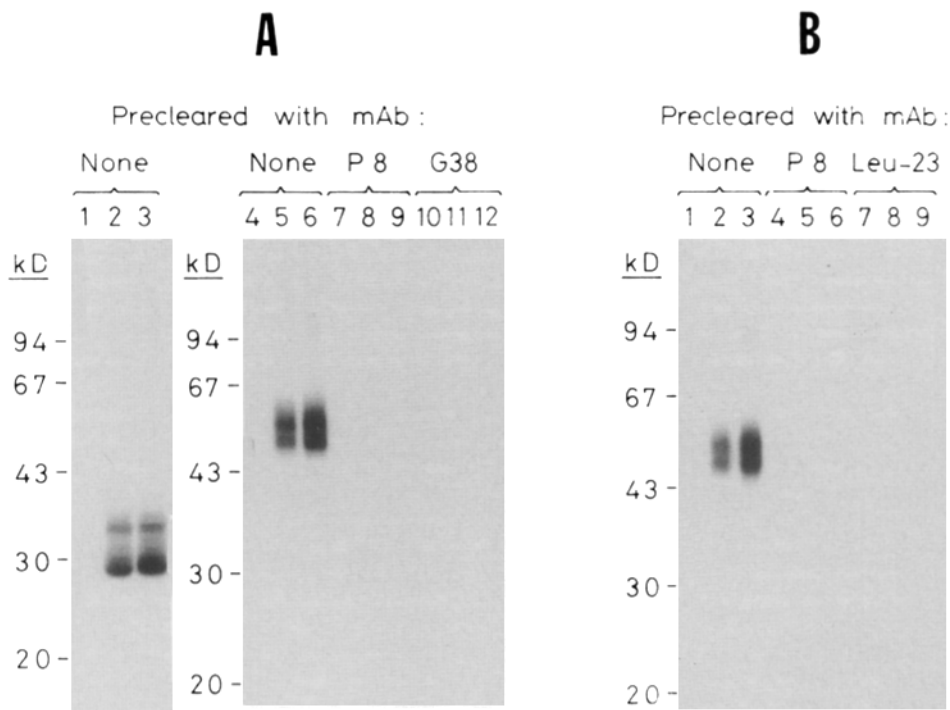 A
Precleared with mAb :
None
1 2 3
None P 8 G38
4 5 6 7 8 9 10 11 12
kD
94
67
43
30
20
kD
94
67
43
30
20
B
Precleared with mAb:
None P 8 Leu-23
1 2 3 4 5 6 7 8 9
kD
94
67
43
30
20